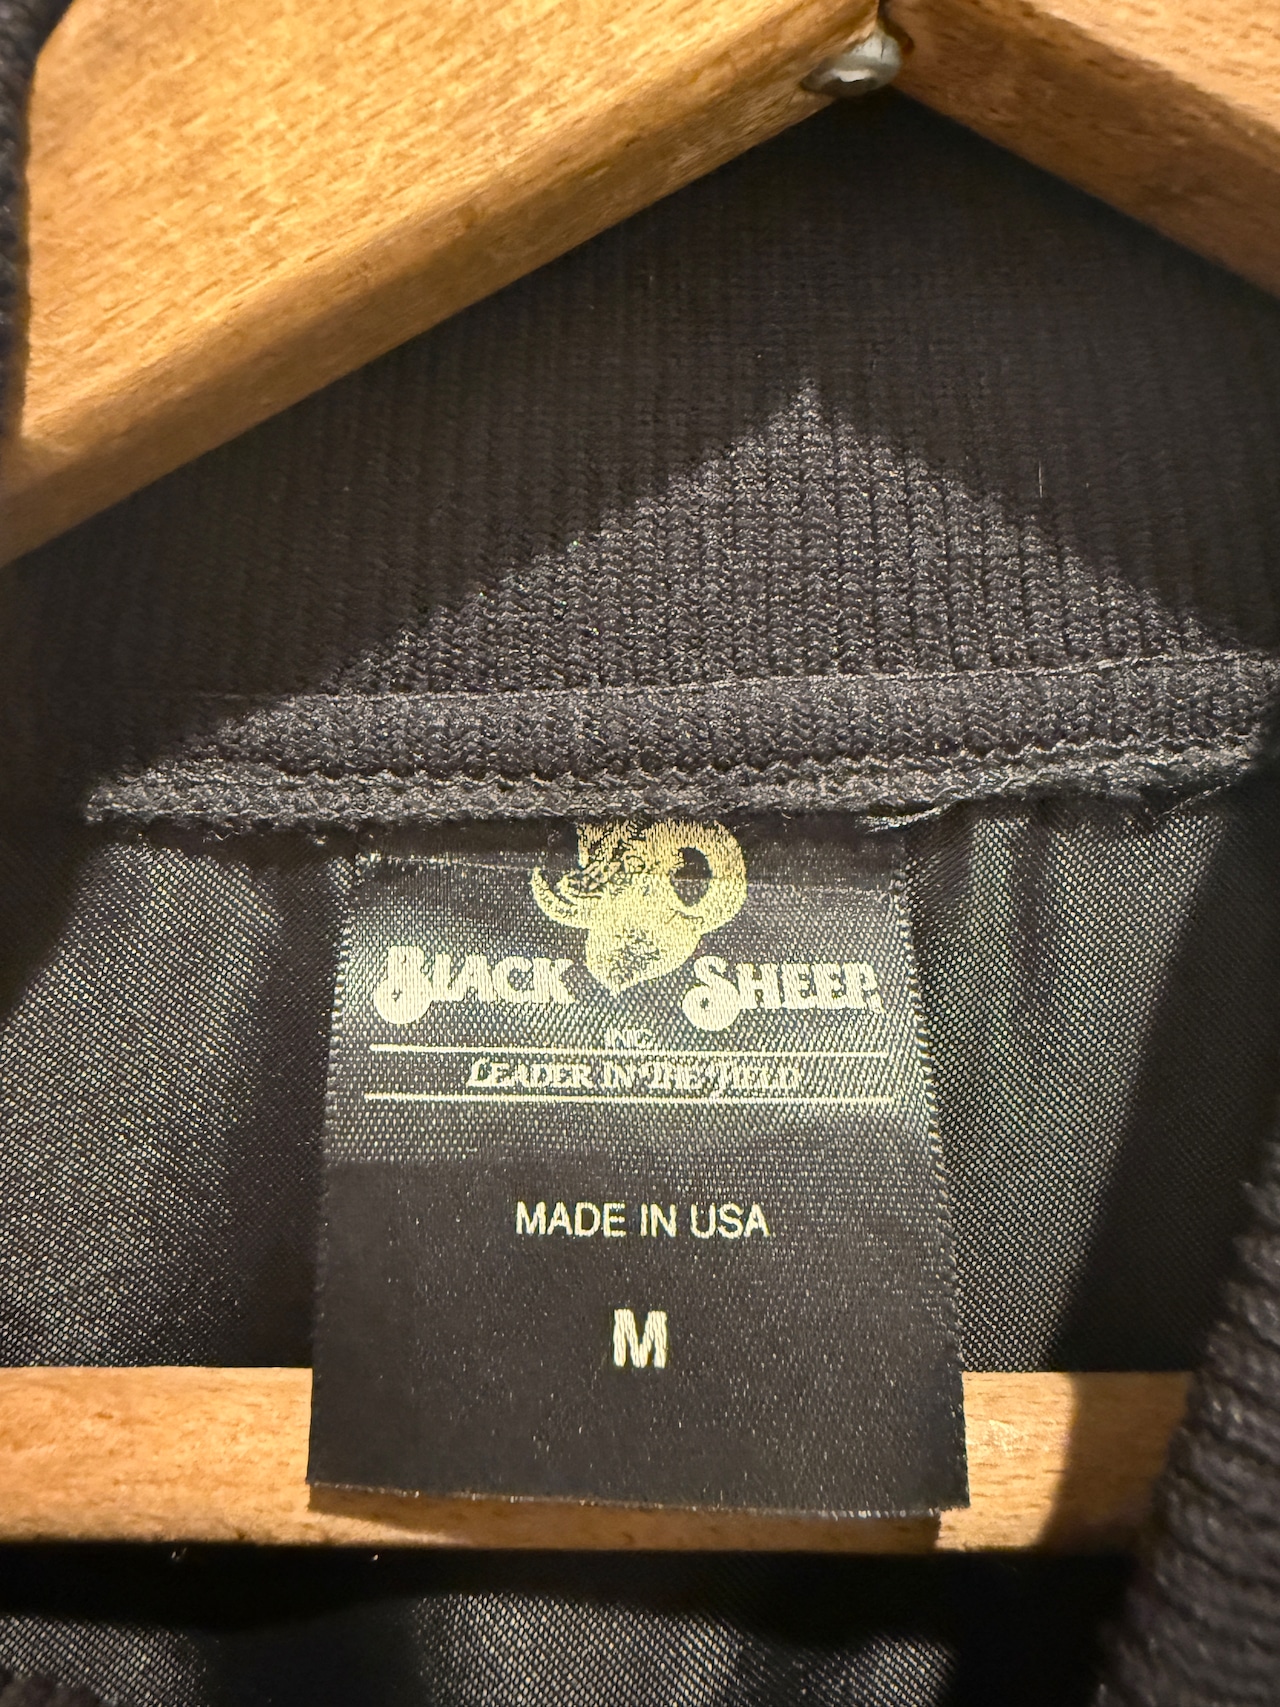 BLACK SHEEP
INC.
LEADER IN THE FIELD
MADE IN USA
M